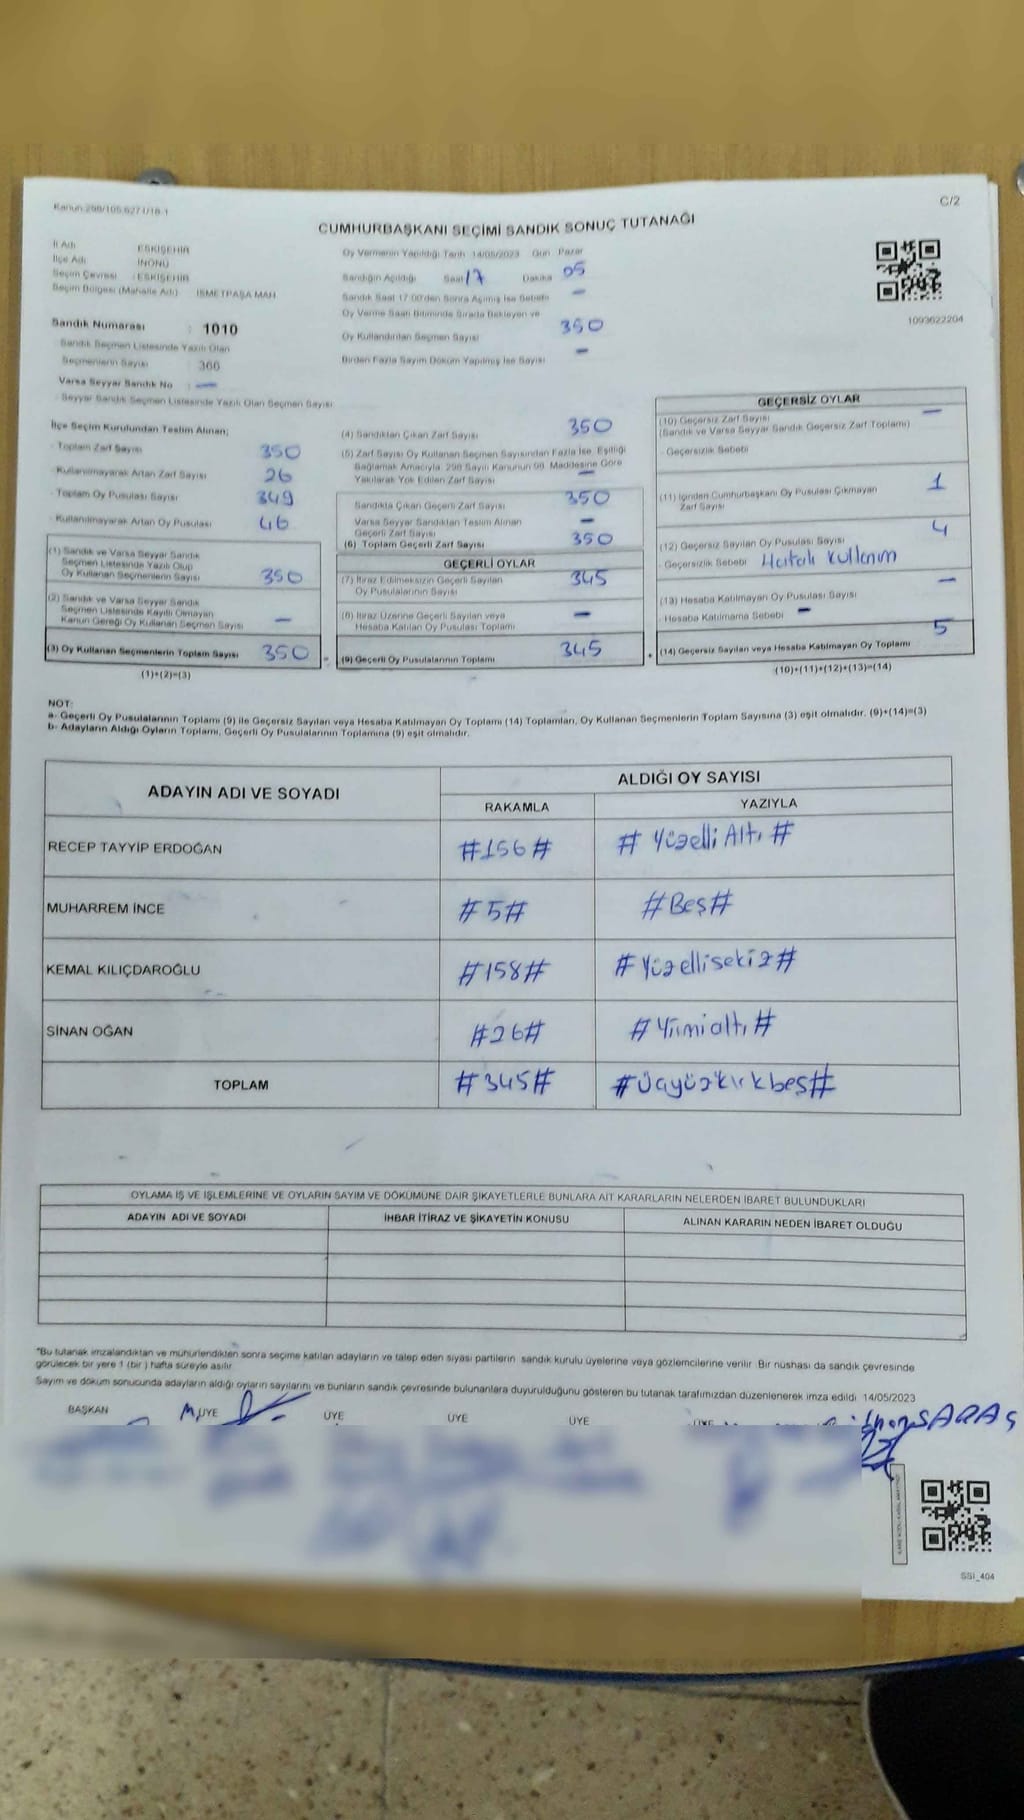 Kanun:298/105,6271/18-1
C/2
CUMHURBAŞKANI SEÇİMİ SANDIK SONUÇ TUTANAĞI
İl Adı ESKİŞEHİR
İlçe Adı İNÖNÜ
Seçim Çevresi : ESKİŞEHİR
Seçim Bölgesi (Mahalle Adı) İSMETPAŞA MAH
Sandık Numarası : 1010
Sandık Seçmen Listesinde Yazılı Olan
Seçmenlerin Sayısı : 366
Varsa Seyyar Sandık No : —
Seyyar Sandık Seçmen Listesinde Yazılı Olan Seçmen Sayısı
Oy Vermenin Yapıldığı Tarih 14/05/2023 Gün Pazar
Sandığın Açıldığı Saat 17 Dakika 05
Sandık Saat 17:00'den Sonra Açılmış İse Sebebi —
Oy Verme Saati Bitiminde Sırada Bekleyen ve
Oy Kullandırılan Seçmen Sayısı 350
Birden Fazla Sayım Döküm Yapılmış İse Sayısı —
1093622204
İlçe Seçim Kurulundan Teslim Alınan;
- Toplam Zarf Sayısı 350
- Kullanılmayarak Artan Zarf Sayısı 26
- Toplam Oy Pusulası Sayısı 349
- Kullanılmayarak Artan Oy Pusulası 46
(1) Sandık ve Varsa Seyyar Sandık
Seçmen Listesinde Yazılı Olup
Oy Kullanan Seçmenlerin Sayısı 350
(2) Sandık ve Varsa Seyyar Sandık
Seçmen Listesinde Kayıtlı Olmayan
Kanun Gereği Oy Kullanan Seçmen Sayısı —
(3) Oy Kullanan Seçmenlerin Toplam Sayısı 350
(1)+(2)=(3)
(4) Sandıktan Çıkan Zarf Sayısı 350
(5) Zarf Sayısı Oy Kullanan Seçmen Sayısından Fazla İse, Eşitliği
Sağlamak Amacıyla, 298 Sayılı Kanunun 98. Maddesine Göre
Yakılarak Yok Edilen Zarf Sayısı —
Sandıkta Çıkan Geçerli Zarf Sayısı 350
Varsa Seyyar Sandıktan Teslim Alınan
Geçerli Zarf Sayısı —
(6) Toplam Geçerli Zarf Sayısı 350
GEÇERLİ OYLAR
(7) İtiraz Edilmeksizin Geçerli Sayılan
Oy Pusulalarının Sayısı 345
(8) İtiraz Üzerine Geçerli Sayılan veya
Hesaba Katılan Oy Pusulası Toplamı —
(9) Geçerli Oy Pusulalarının Toplamı 345
GEÇERSİZ OYLAR
(10) Geçersiz Zarf Sayısı —
(Sandık ve Varsa Seyyar Sandık Geçersiz Zarf Toplamı)
- Geçersizlik Sebebi
(11) İçinden Cumhurbaşkanı Oy Pusulası Çıkmayan
Zarf Sayısı 1
(12) Geçersiz Sayılan Oy Pusulası Sayısı 4
- Geçersizlik Sebebi Hatalı Kullanım
(13) Hesaba Katılmayan Oy Pusulası Sayısı —
- Hesaba Katılmama Sebebi —
(14) Geçersiz Sayılan veya Hesaba Katılmayan Oy Toplamı 5
(10)+(11)+(12)+(13)=(14)
NOT:
a- Geçerli Oy Pusulalarının Toplamı (9) ile Geçersiz Sayılan veya Hesaba Katılmayan Oy Toplamı (14) Toplamları, Oy Kullanan Seçmenlerin Toplam Sayısına (3) eşit olmalıdır. (9)+(14)=(3)
b- Adayların Aldığı Oyların Toplamı, Geçerli Oy Pusulalarının Toplamına (9) eşit olmalıdır.
ADAYIN ADI VE SOYADI
ALDIĞI OY SAYISI
RAKAMLA YAZIYLA
RECEP TAYYİP ERDOĞAN #156# # Yüzelli Altı #
MUHARREM İNCE #5# #Beş#
KEMAL KILIÇDAROĞLU #158# #Yüzellisekiz#
SİNAN OĞAN #26# #Yirmialtı#
TOPLAM #345# #Üçyüzkırkbeş#
OYLAMA İŞ VE İŞLEMLERİNE VE OYLARIN SAYIM VE DÖKÜMÜNE DAİR ŞİKAYETLERLE BUNLARA AİT KARARLARIN NELERDEN İBARET BULUNDUKLARI
ADAYIN ADI VE SOYADI İHBAR İTİRAZ VE ŞİKAYETİN KONUSU ALINAN KARARIN NEDEN İBARET OLDUĞU
*Bu tutanak imzalandıktan ve mühürlendikten sonra seçime katılan adayların ve talep eden siyasi partilerin sandık kurulu üyelerine veya gözlemcilerine verilir. Bir nüshası da sandık çevresinde
görülecek bir yere 1 (bir ) hafta süreyle asılır.
Sayım ve döküm sonucunda adayların aldığı oyların sayılarını ve bunların sandık çevresinde bulunanlara duyurulduğunu gösteren bu tutanak tarafımızdan düzenlenerek imza edildi. 14/05/2023
BAŞKAN ÜYE ÜYE ÜYE ÜYE ÜYE
SSI_404